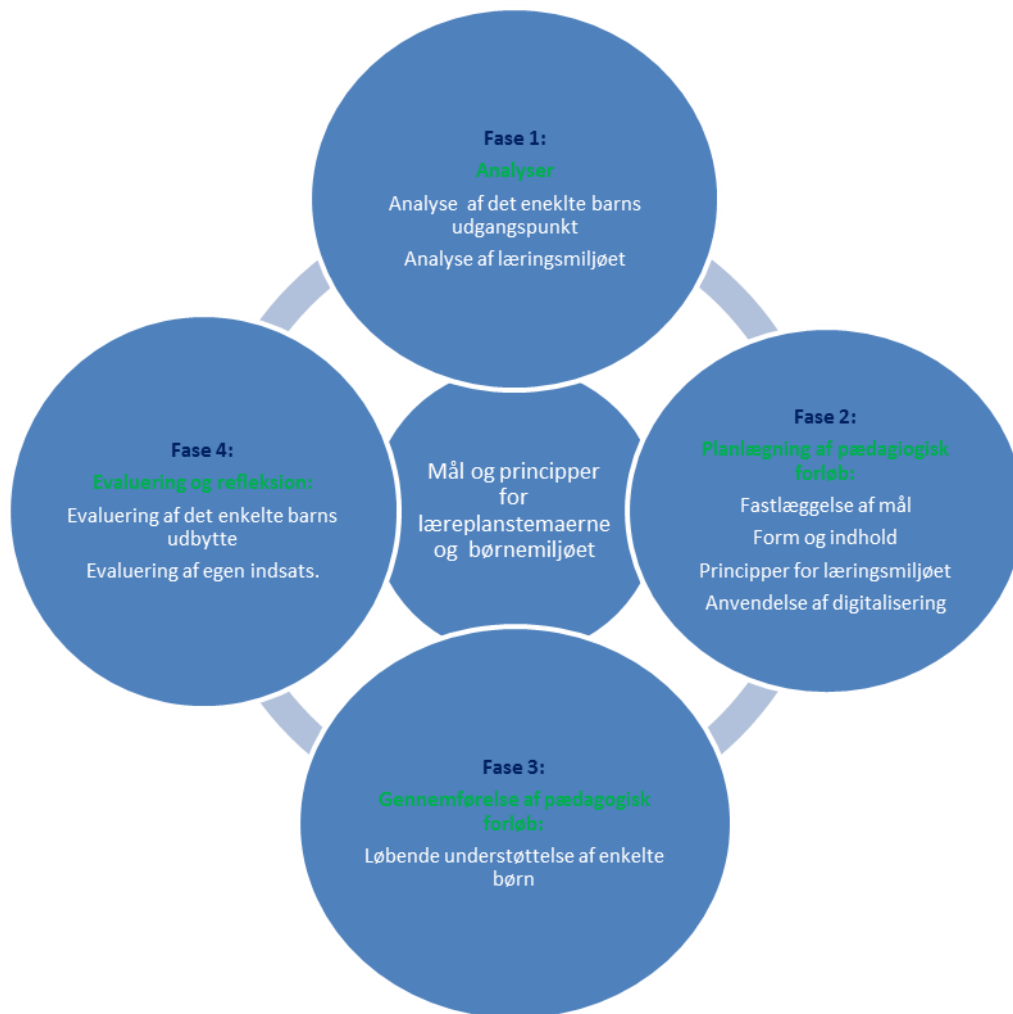 Fase 1:
Analyser
Analyse af det eneklte barns
udgangspunkt
Analyse af læringsmiljøet
Fase 2:
Planlægning af pædagiogisk
forløb:
Fastlæggelse af mål
Form og indhold
Principper for læringsmiljøet
Anvendelse af digitalisering
Fase 3:
Gennemførelse af pædagogisk
forløb:
Løbende understøttelse af enkelte
børn
Fase 4:
Evaluering og refleksion:
Evaluering af det enkelte barns
udbytte
Evaluering af egen indsats.
Mål og principper
for
læreplanstemaerne
og børnemiljøet